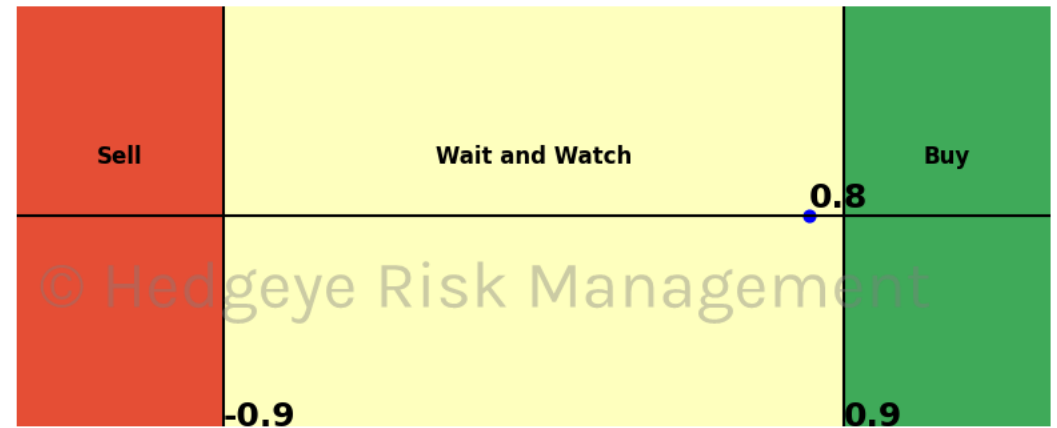 Sell
Wait and Watch
Buy
0.8
© Hedgeye Risk Management
-0.9
0.9